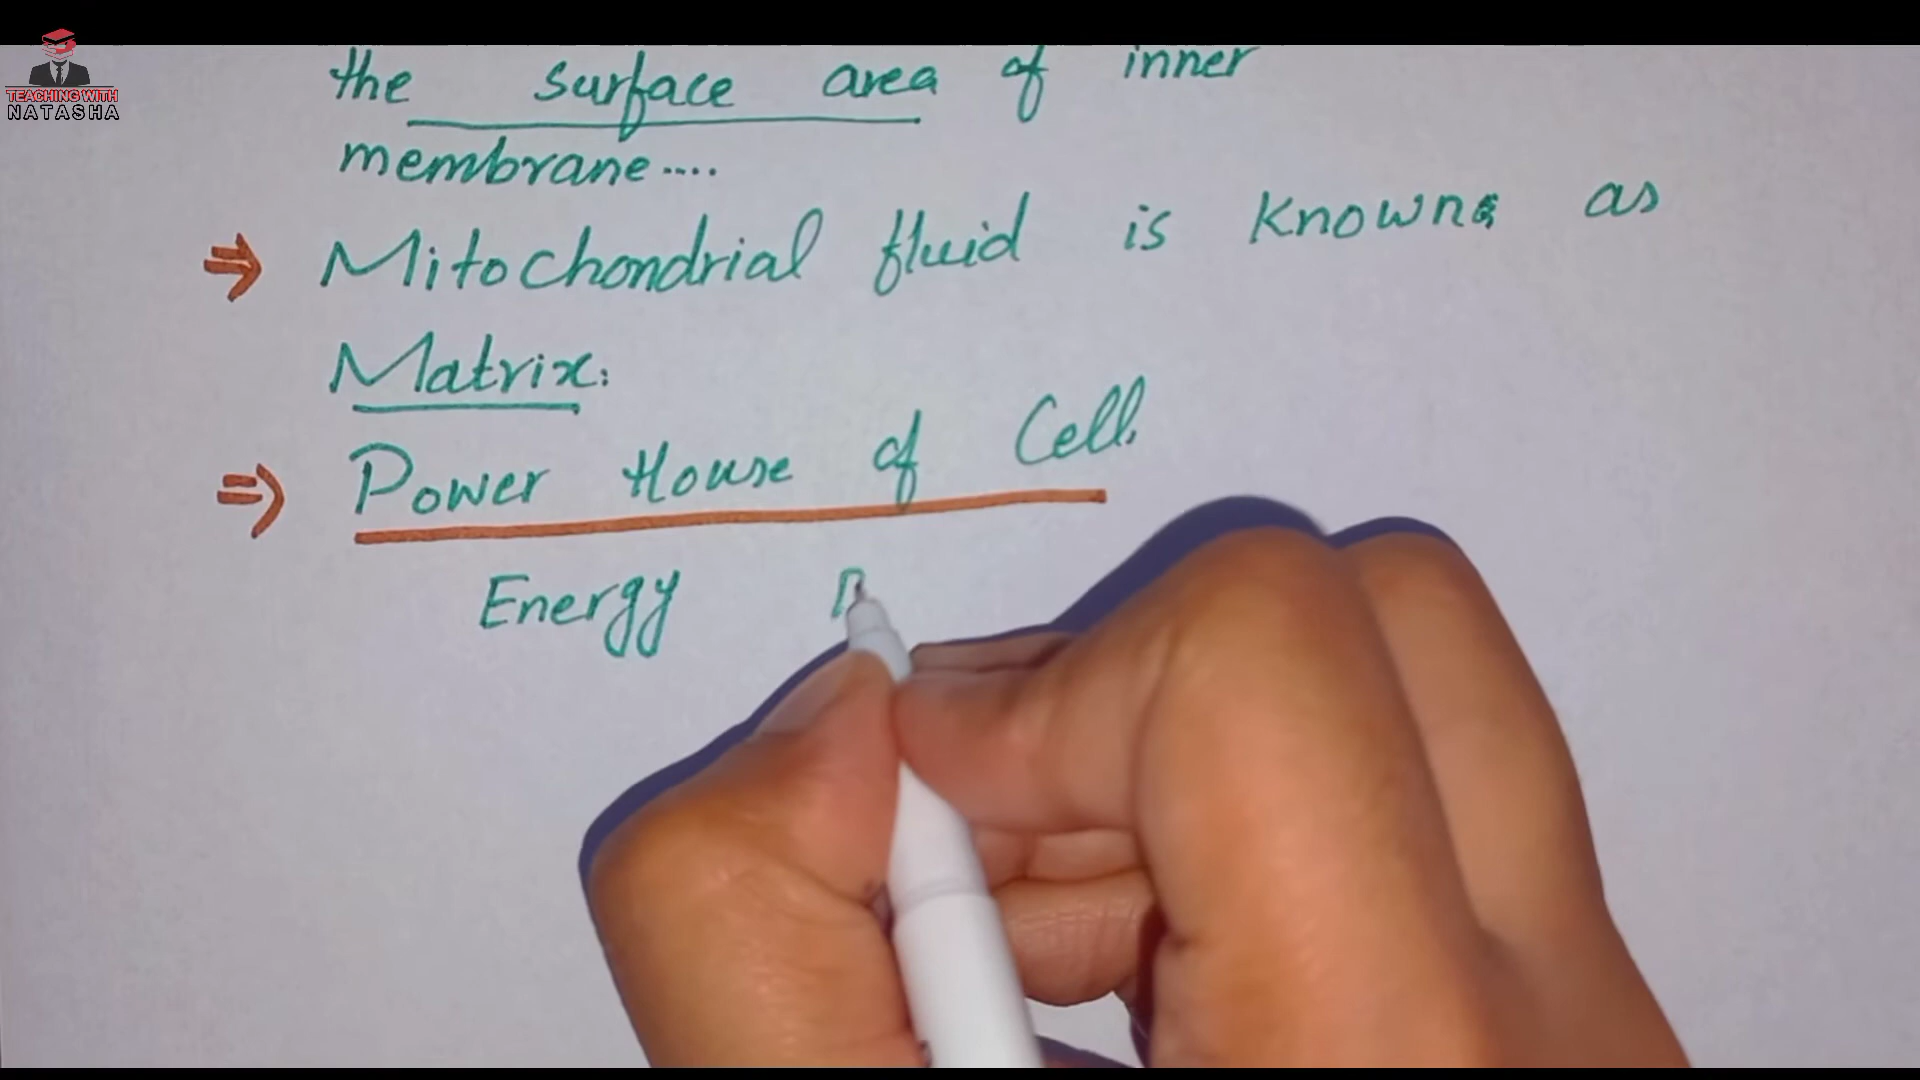 TEACHING WITH
NATASHA
the surface area of inner
membrane....
⇒ Mitochondrial fluid is known as
Matrix.
⇒ Power House of Cell.
Energy